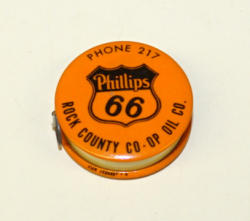 PHONE 217
Phillips
66
ROCK COUNTY CO-OP OIL CO.